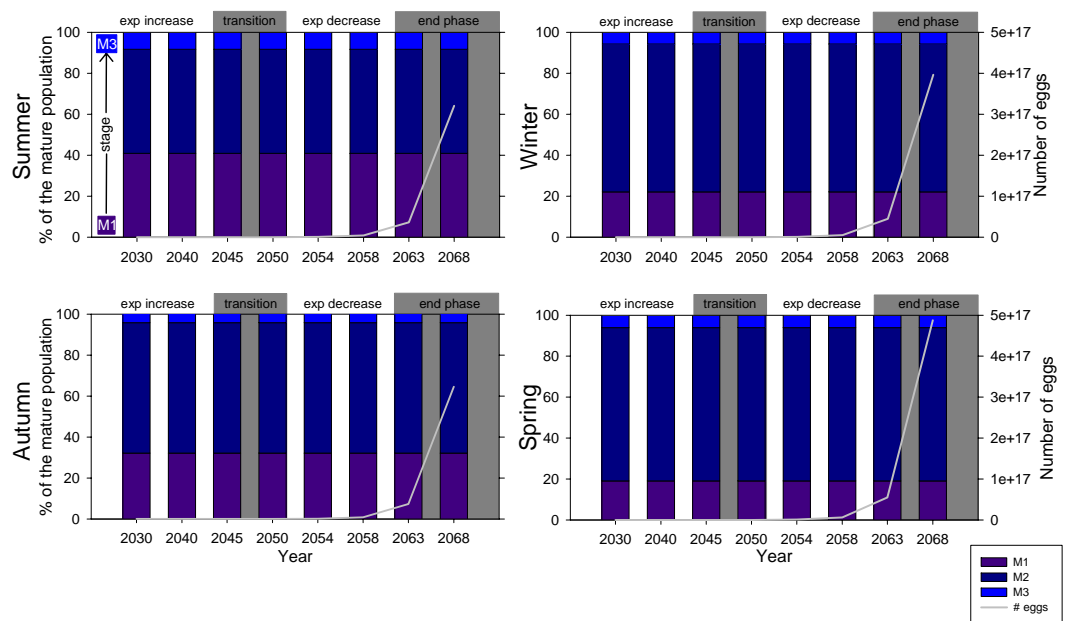 exp increase transition exp decrease end phase
100
80
60
40
20
0
Summer
% of the mature population
M3
stage
M1
2030 2040 2045 2050 2054 2058 2063 2068
exp increase transition exp decrease end phase
100
80
60
40
20
0
Winter
5e+17
4e+17
3e+17
2e+17
1e+17
0
Number of eggs
2030 2040 2045 2050 2054 2058 2063 2068
exp increase transition exp decrease end phase
100
80
60
40
20
0
Autumn
% of the mature population
2030 2040 2045 2050 2054 2058 2063 2068
Year
exp increase transition exp decrease end phase
100
80
60
40
20
0
Spring
5e+17
4e+17
3e+17
2e+17
1e+17
0
Number of eggs
2030 2040 2045 2050 2054 2058 2063 2068
Year
M1
M2
M3
# eggs